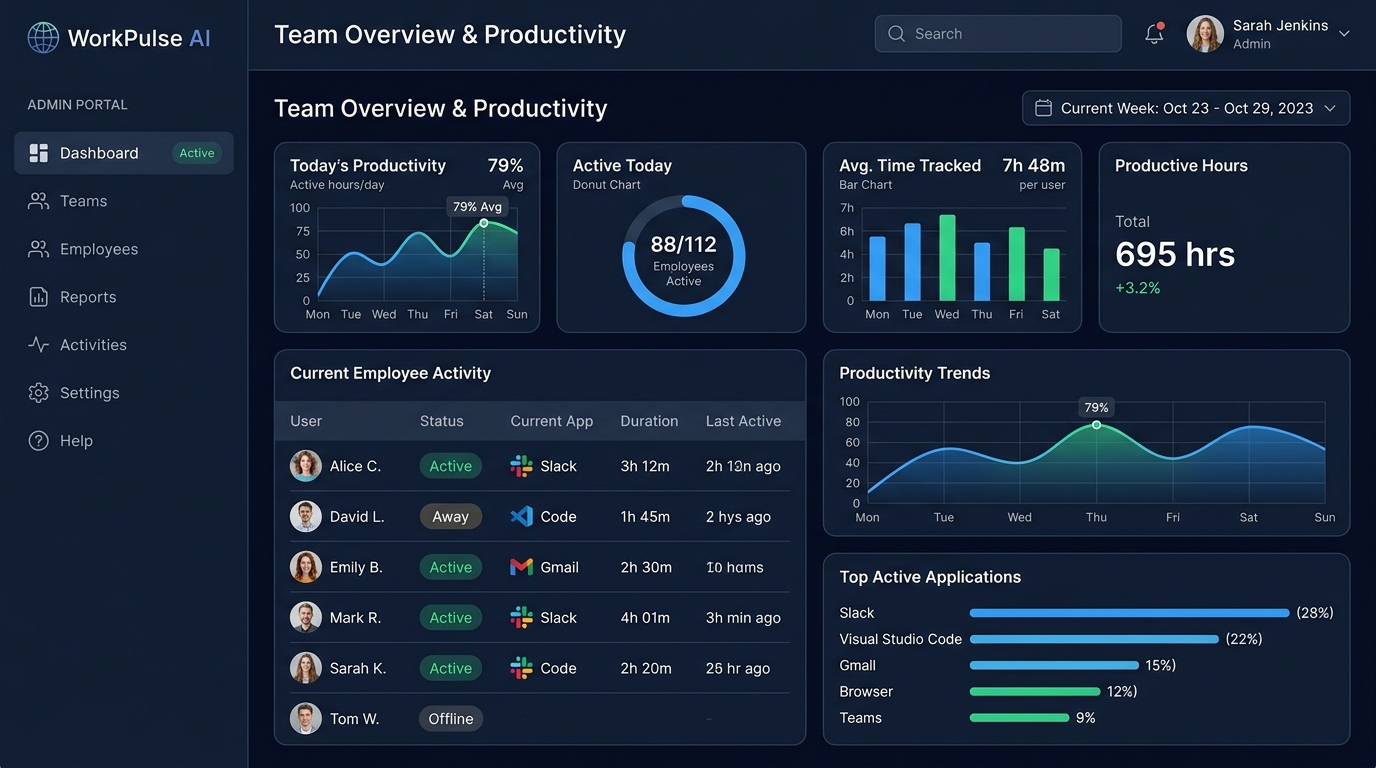 WorkPulse AI
ADMIN PORTAL
Dashboard Active
Teams
Employees
Reports
Activities
Settings
Help
Team Overview & Productivity
Search
Sarah Jenkins
Admin
Team Overview & Productivity
Current Week: Oct 23 - Oct 29, 2023
Today's Productivity 79%
Active hours/day Avg
79% Avg
100
75
50
25
0
Mon Tue Wed Thu Fri Sat Sun
Active Today
Donut Chart
88/112
Employees
Active
Avg. Time Tracked 7h 48m
Bar Chart per user
7h
6h
4h
2h
0
Mon Tue Wed Thu Fri Sat
Productive Hours
Total
695 hrs
+3.2%
Current Employee Activity
User Status Current App Duration Last Active
Alice C. Active Slack 3h 12m 2h ago
David L. Away Code 1h 45m 2 hys ago
Emily B. Active Gmail 2h 30m
Mark R. Active Slack 4h 01m 3h min ago
Sarah K. Active Code 2h 20m hr ago
Tom W. Offline -
Productivity Trends
79%
100
80
60
40
20
0
Mon Tue Wed Thu Fri Sat Sun
Top Active Applications
Slack (28%)
Visual Studio Code (22%)
Gmall 15%)
Browser 12%)
Teams 9%